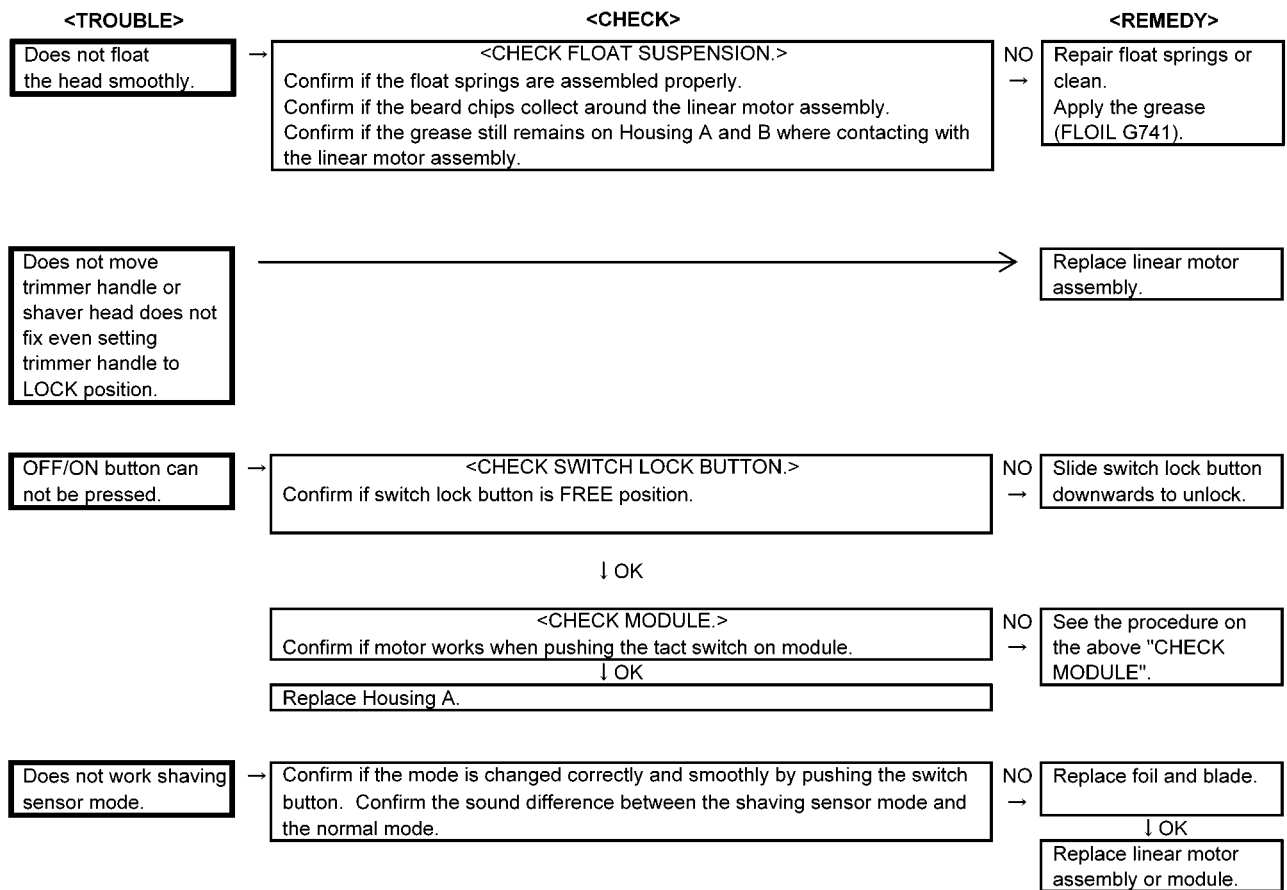 <TROUBLE>
<CHECK>
<REMEDY>
Does not float
the head smoothly.
→
<CHECK FLOAT SUSPENSION.>
Confirm if the float springs are assembled properly.
Confirm if the beard chips collect around the linear motor assembly.
Confirm if the grease still remains on Housing A and B where contacting with
the linear motor assembly.
NO
→
Repair float springs or
clean.
Apply the grease
(FLOIL G741).
Does not move
trimmer handle or
shaver head does not
fix even setting
trimmer handle to
LOCK position.
Replace linear motor
assembly.
OFF/ON button can
not be pressed.
→
<CHECK SWITCH LOCK BUTTON.>
Confirm if switch lock button is FREE position.
NO
→
Slide switch lock button
downwards to unlock.
↓ OK
<CHECK MODULE.>
Confirm if motor works when pushing the tact switch on module.
NO
→
See the procedure on
the above "CHECK
MODULE".
↓ OK
Replace Housing A.
Does not work shaving
sensor mode.
→
Confirm if the mode is changed correctly and smoothly by pushing the switch
button.  Confirm the sound difference between the shaving sensor mode and
the normal mode.
NO
→
Replace foil and blade.
↓ OK
Replace linear motor
assembly or module.